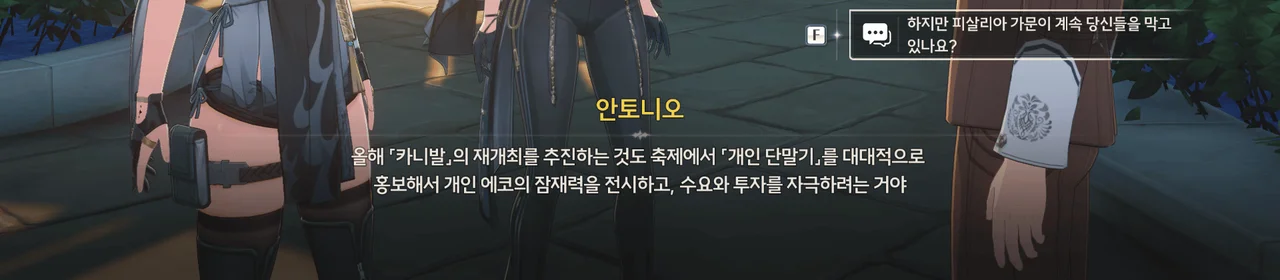 하지만 피살리아 가문이 계속 당신들을 막고
있나요?
F
안토니오
올해 「카니발」의 재개최를 추진하는 것도 축제에서 「개인 단말기」를 대대적으로
홍보해서 개인 에코의 잠재력을 전시하고, 수요와 투자를 자극하려는 거야